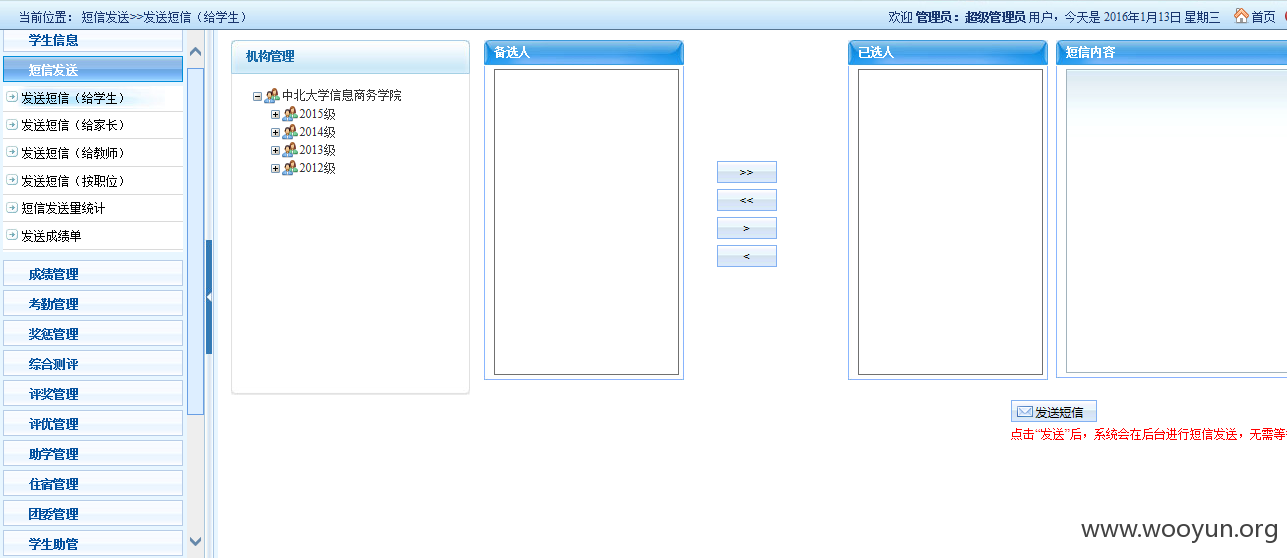 当前位置： 短信发送>>发送短信（给学生）
欢迎 管理员：超级管理员 用户，今天是 2016年1月13日 星期三 首页
学生信息
短信发送
发送短信（给学生）
发送短信（给家长）
发送短信（给教师）
发送短信（按职位）
短信发送量统计
发送成绩单
成绩管理
考勤管理
奖惩管理
综合测评
评奖管理
评优管理
助学管理
住宿管理
团委管理
学生助管
机构管理
中北大学信息商务学院
2015级
2014级
2013级
2012级
备选人
>>
<<
>
<
已选人
短信内容
发送短信
点击“发送”后，系统会在后台进行短信发送，无需等
www.wooyun.org